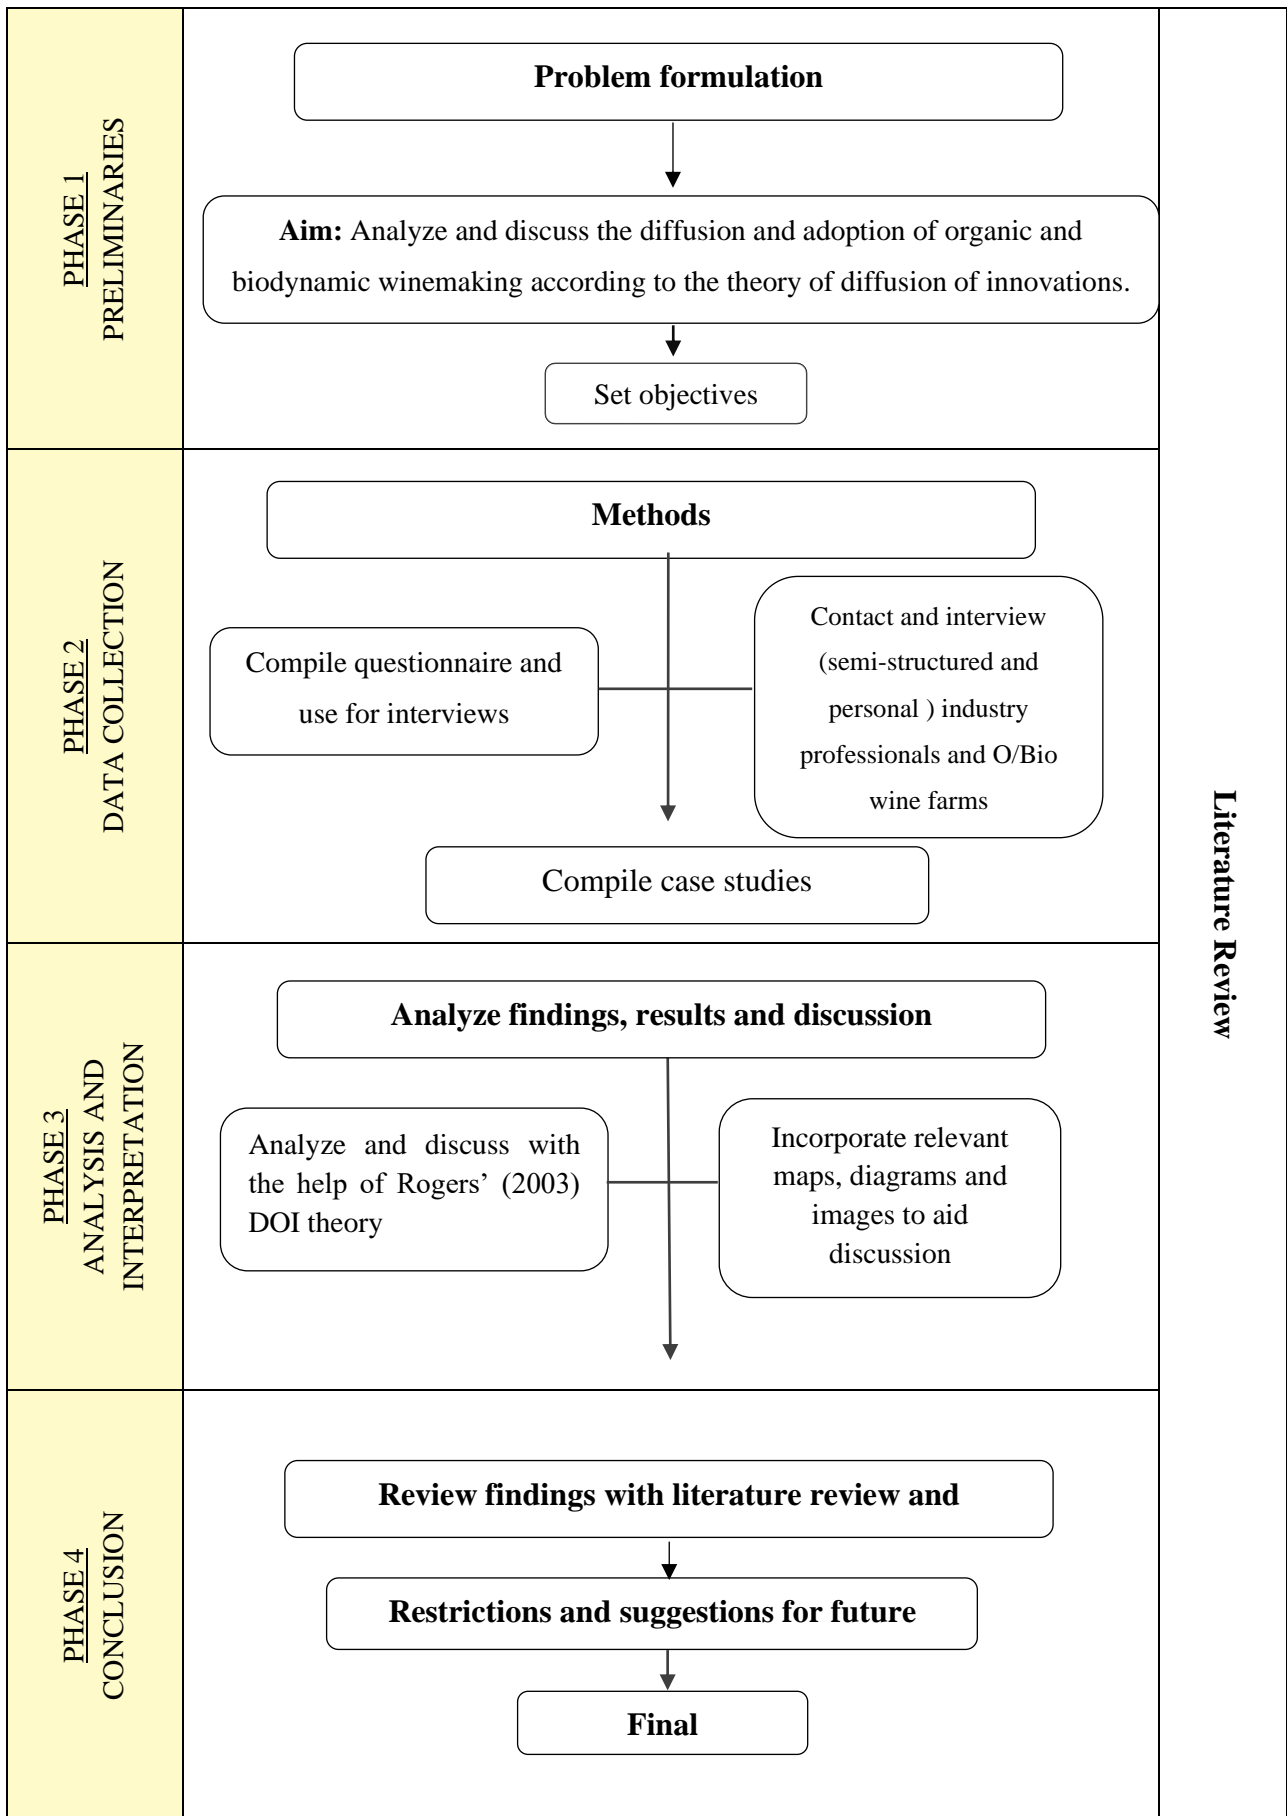 PHASE 1
PRELIMINARIES
Problem formulation
Aim: Analyze and discuss the diffusion and adoption of organic and
biodynamic winemaking according to the theory of diffusion of innovations.
Set objectives
PHASE 2
DATA COLLECTION
Methods
Compile questionnaire and
use for interviews
Contact and interview
(semi-structured and
personal ) industry
professionals and O/Bio
wine farms
Compile case studies
PHASE 3
ANALYSIS AND
INTERPRETATION
Analyze findings, results and discussion
Analyze and discuss with
the help of Rogers’ (2003)
DOI theory
Incorporate relevant
maps, diagrams and
images to aid
discussion
PHASE 4
CONCLUSION
Review findings with literature review and
Restrictions and suggestions for future
Final
Literature Review